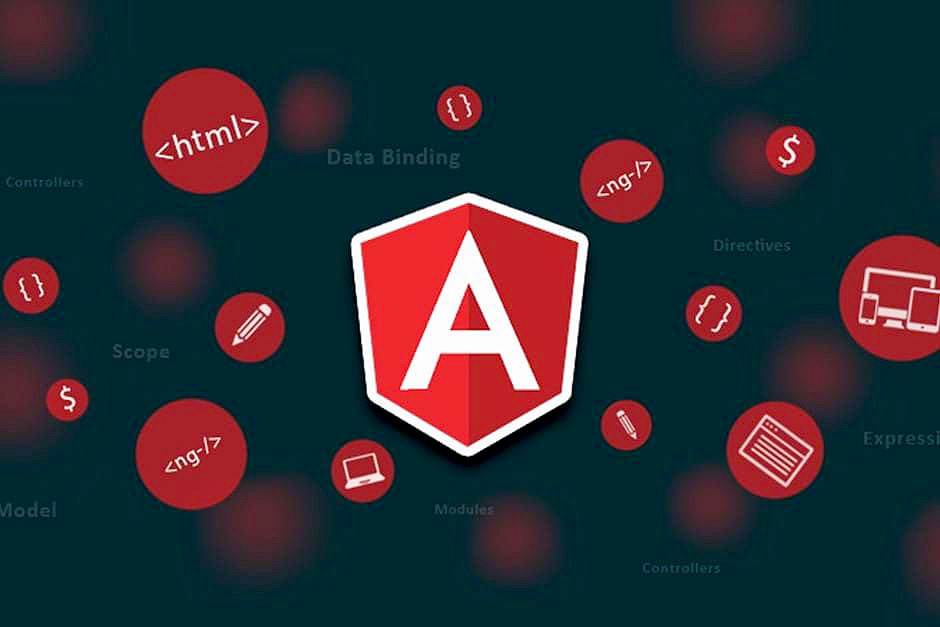 <html>
{ }
Data Binding
<ng-/>
$
Controllers
A
Directives
{ }
{ }
Scope
$
<ng-/>
Expressi
Model
Modules
Controllers